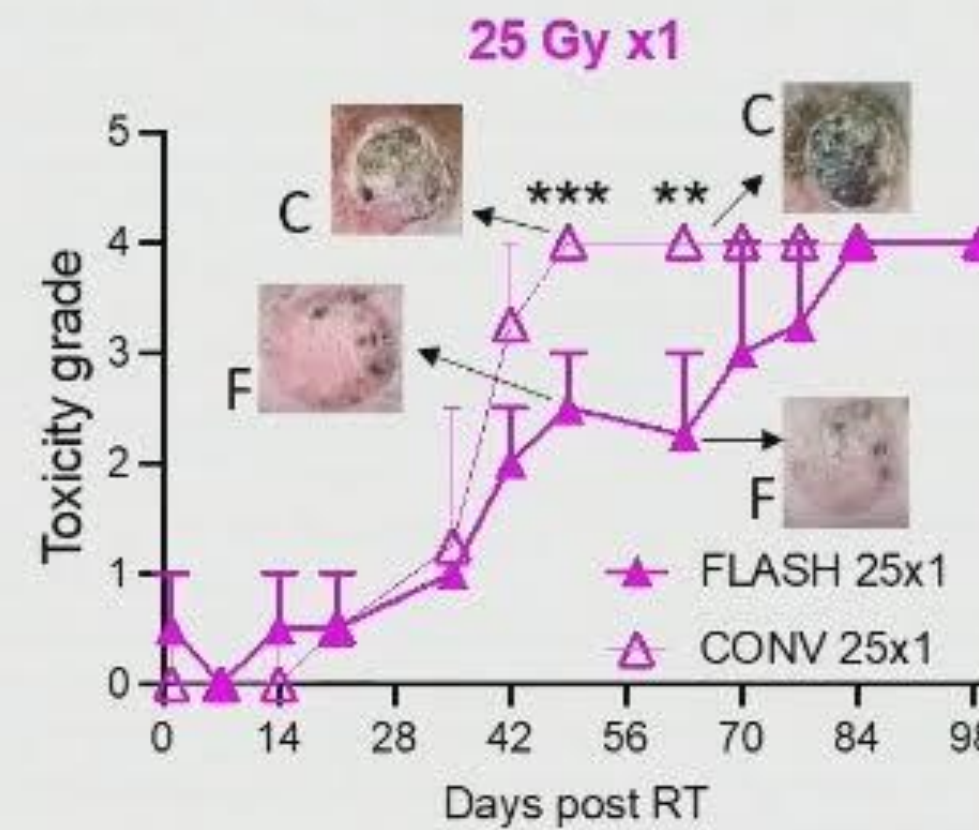 25 Gy x1
C
5
C
***
**
4
Toxicity grade
3
F
2
F
FLASH 25x1
1
CONV 25x1
0
0 14 28 42 56 70 84
Days post RT